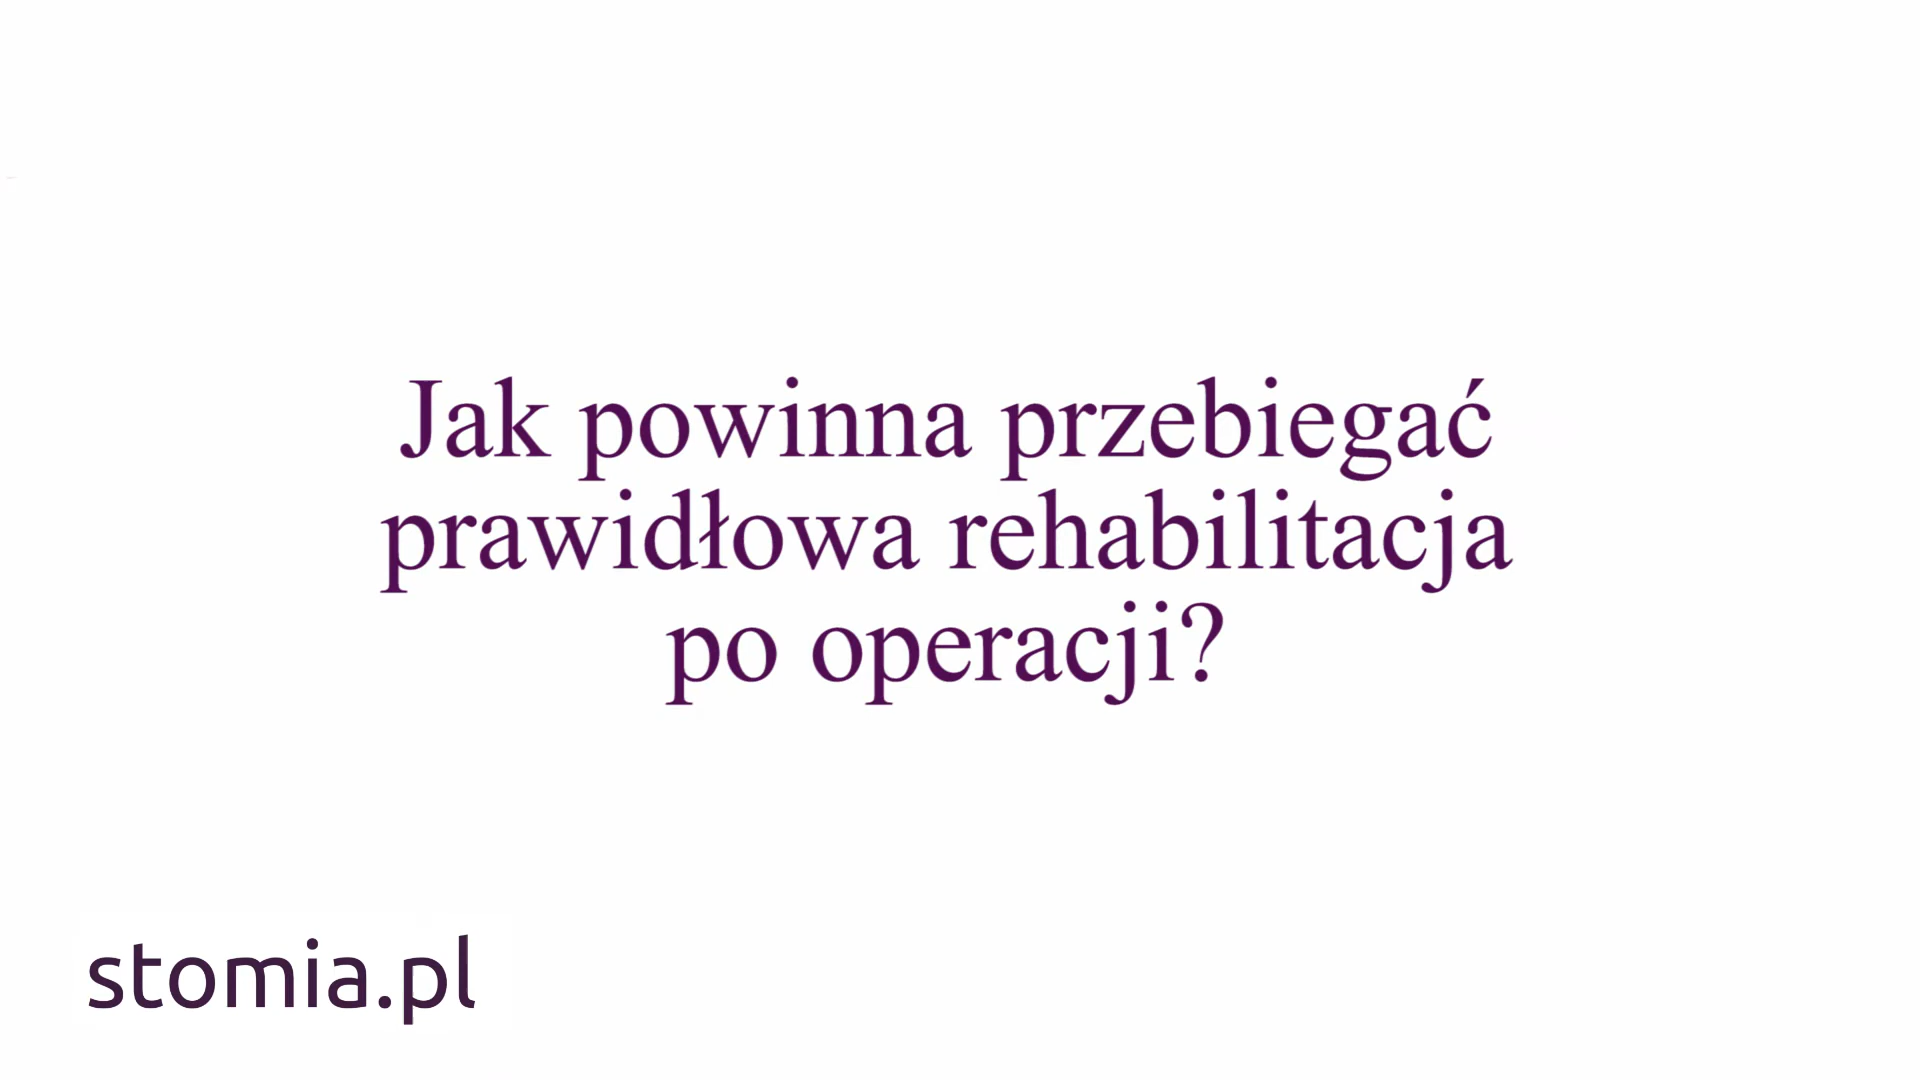 Jak powinna przebiegać
prawidłowa rehabilitacja
po operacji?
stomia.pl